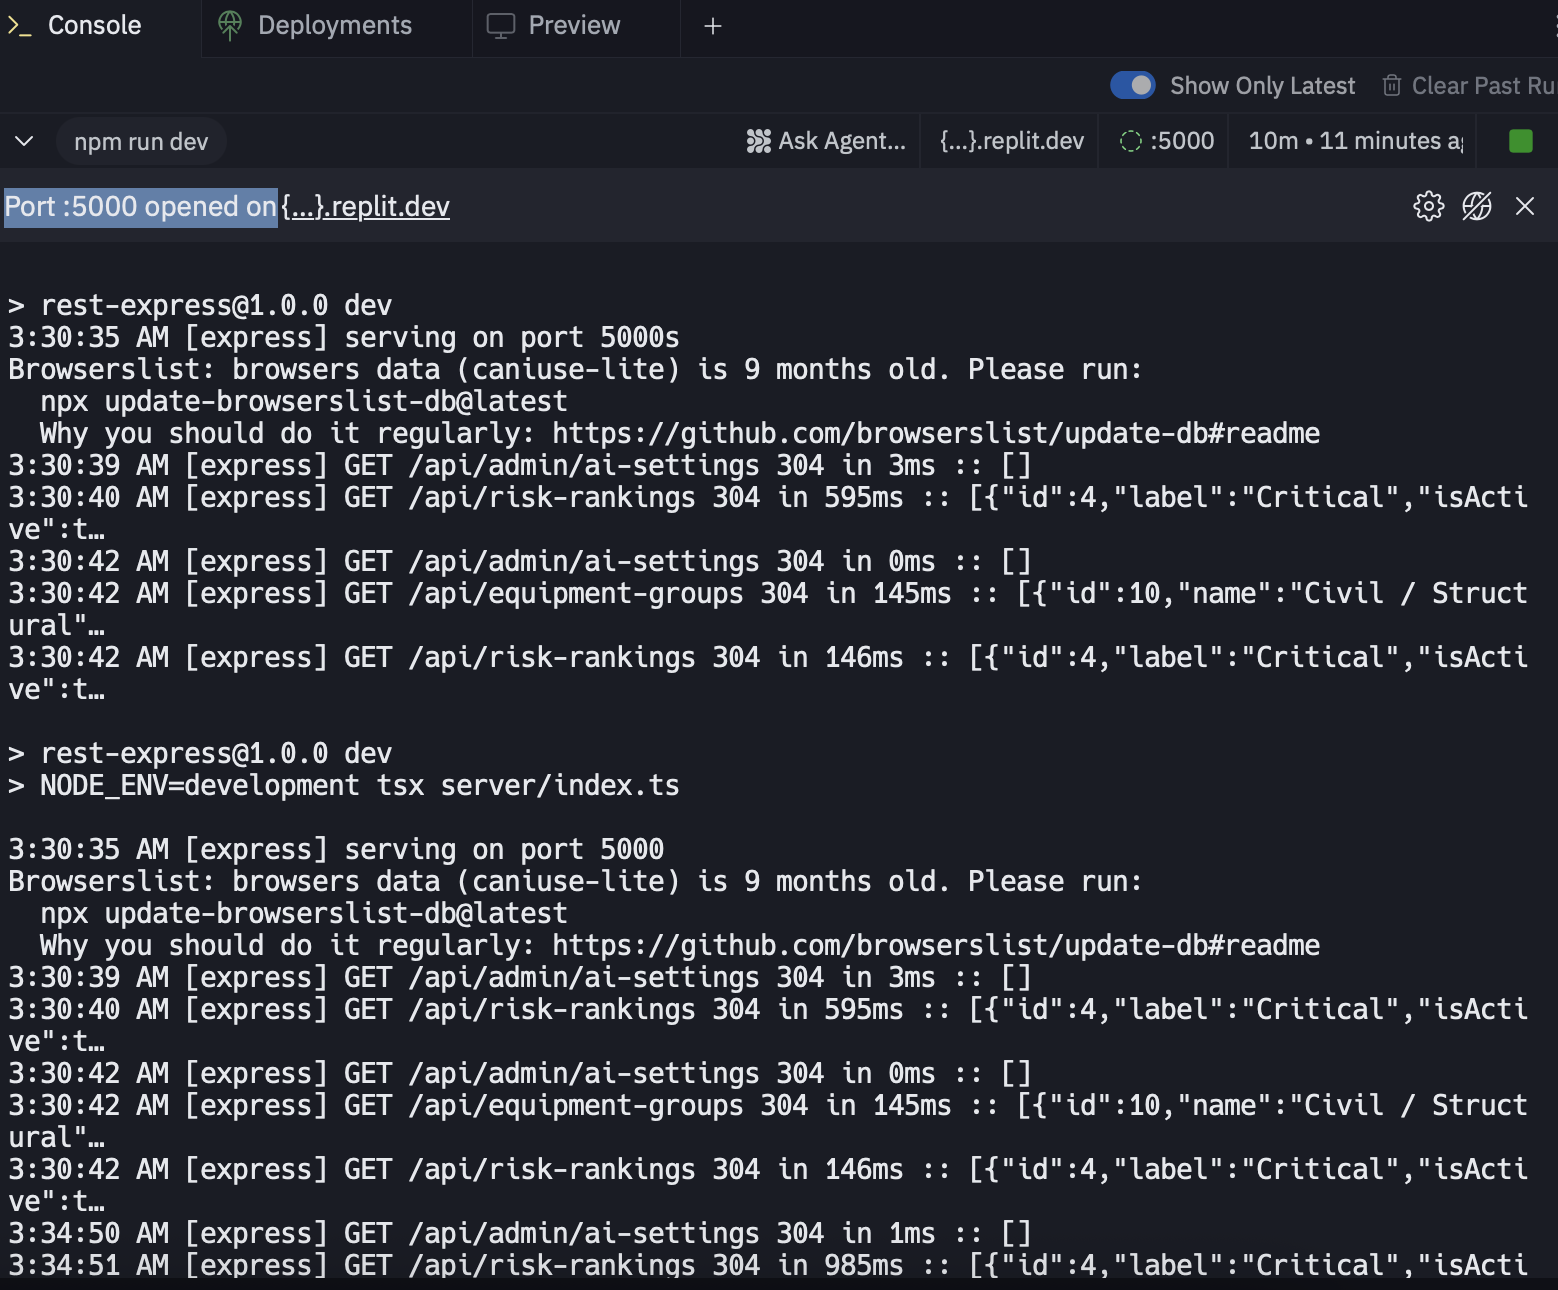 Console
Deployments
Preview
Show Only Latest
Clear Past Ru
npm run dev
Ask Agent...
{...}.replit.dev
:5000
10m • 11 minutes a
Port :5000 opened on {...}.replit.dev
> rest-express@1.0.0 dev
3:30:35 AM [express] serving on port 5000s
Browserslist: browsers data (caniuse-lite) is 9 months old. Please run:
  npx update-browserslist-db@latest
  Why you should do it regularly: https://github.com/browserslist/update-db#readme
3:30:39 AM [express] GET /api/admin/ai-settings 304 in 3ms :: []
3:30:40 AM [express] GET /api/risk-rankings 304 in 595ms :: [{"id":4,"label":"Critical","isActi
ve":t…
3:30:42 AM [express] GET /api/admin/ai-settings 304 in 0ms :: []
3:30:42 AM [express] GET /api/equipment-groups 304 in 145ms :: [{"id":10,"name":"Civil / Struct
ural"…
3:30:42 AM [express] GET /api/risk-rankings 304 in 146ms :: [{"id":4,"label":"Critical","isActi
ve":t…
> rest-express@1.0.0 dev
> NODE_ENV=development tsx server/index.ts
3:30:35 AM [express] serving on port 5000
Browserslist: browsers data (caniuse-lite) is 9 months old. Please run:
  npx update-browserslist-db@latest
  Why you should do it regularly: https://github.com/browserslist/update-db#readme
3:30:39 AM [express] GET /api/admin/ai-settings 304 in 3ms :: []
3:30:40 AM [express] GET /api/risk-rankings 304 in 595ms :: [{"id":4,"label":"Critical","isActi
ve":t…
3:30:42 AM [express] GET /api/admin/ai-settings 304 in 0ms :: []
3:30:42 AM [express] GET /api/equipment-groups 304 in 145ms :: [{"id":10,"name":"Civil / Struct
ural"…
3:30:42 AM [express] GET /api/risk-rankings 304 in 146ms :: [{"id":4,"label":"Critical","isActi
ve":t…
3:34:50 AM [express] GET /api/admin/ai-settings 304 in 1ms :: []
3:34:51 AM [express] GET /api/risk-rankings 304 in 985ms :: [{"id":4,"label":"Critical","isActi